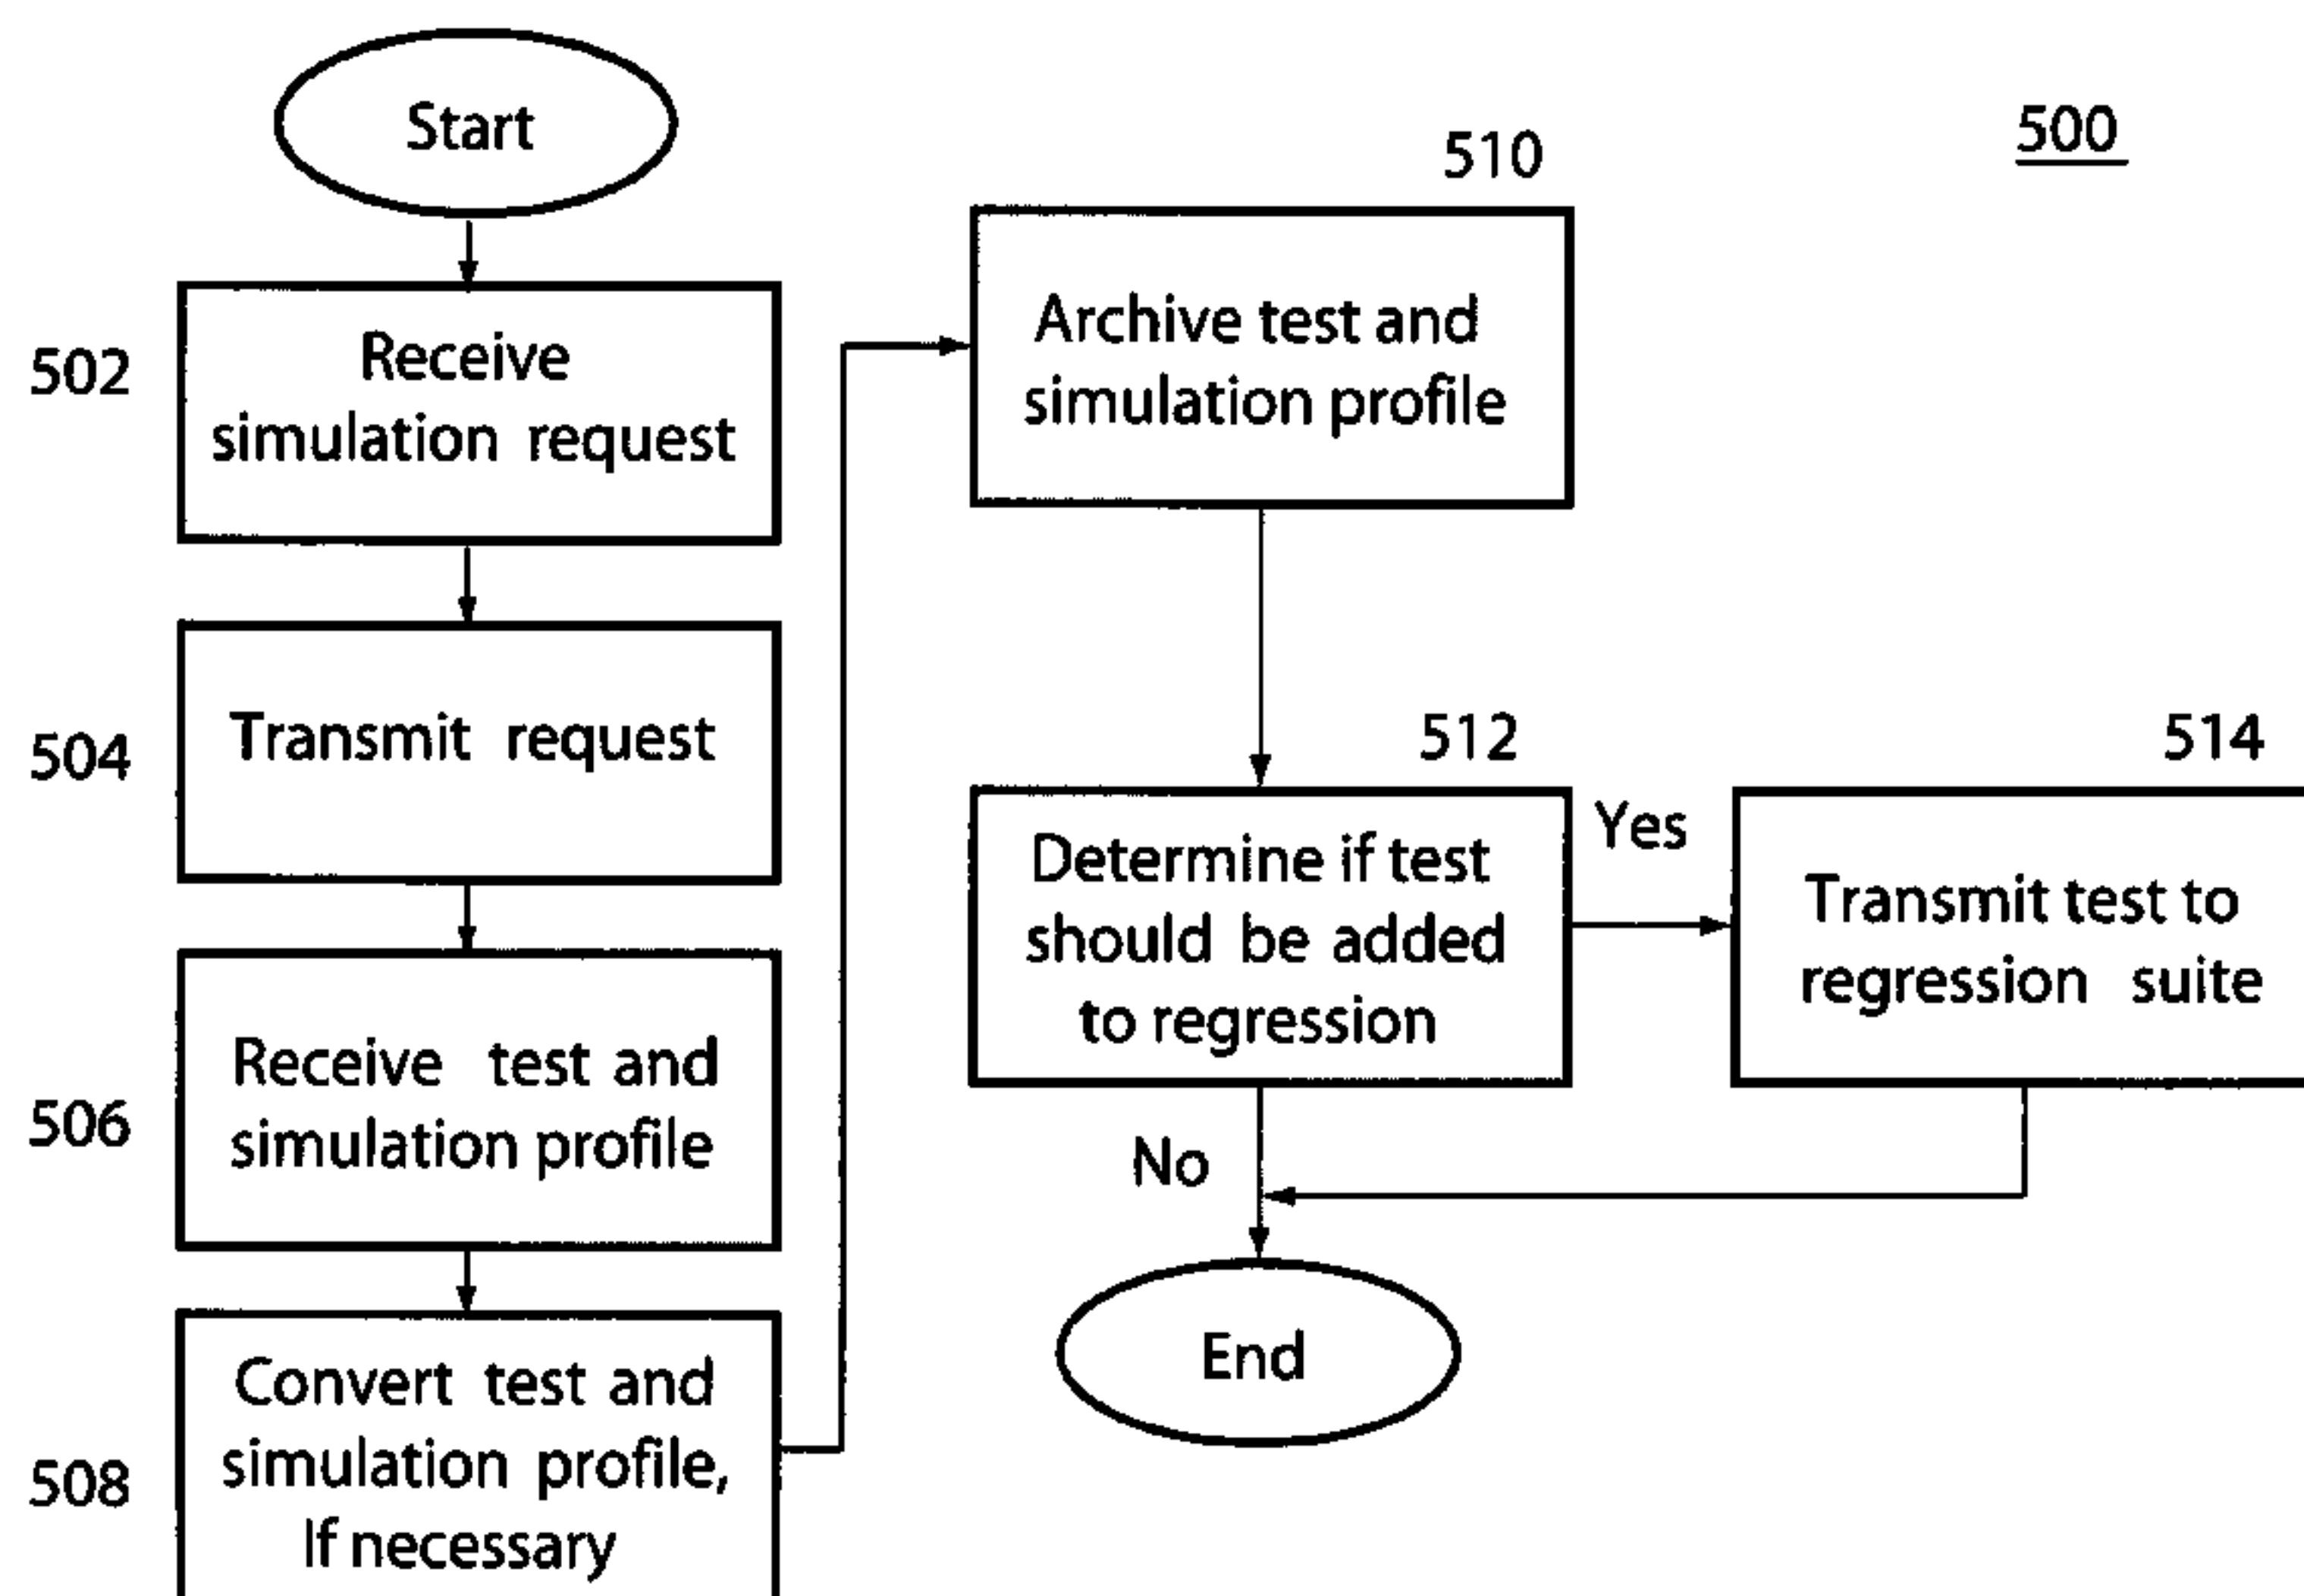 Start
500
502
Receive
simulation request
504
Transmit request
506
Receive test and
simulation profile
508
Convert test and
simulation profile,
If necessary
510
Archive test and
simulation profile
512
Determine if test
should be added
to regression
Yes
514
Transmit test to
regression suite
No
End